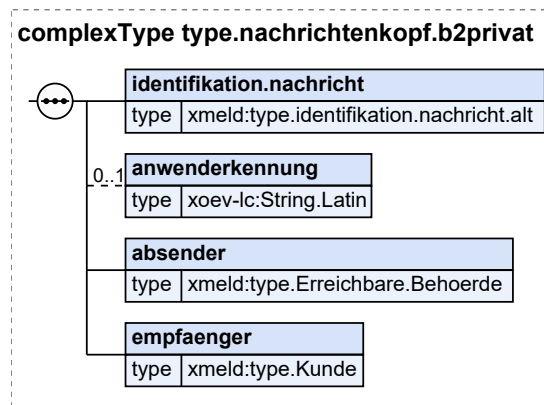 complexType type.nachrichtenkopf.b2privat
identifikation.nachricht
type xmeld:type.identifikation.nachricht.alt
0..1
anwenderkennung
type xoev-lc:String.Latin
absender
type xmeld:type.Erreichbare.Behoerde
empfaenger
type xmeld:type.Kunde